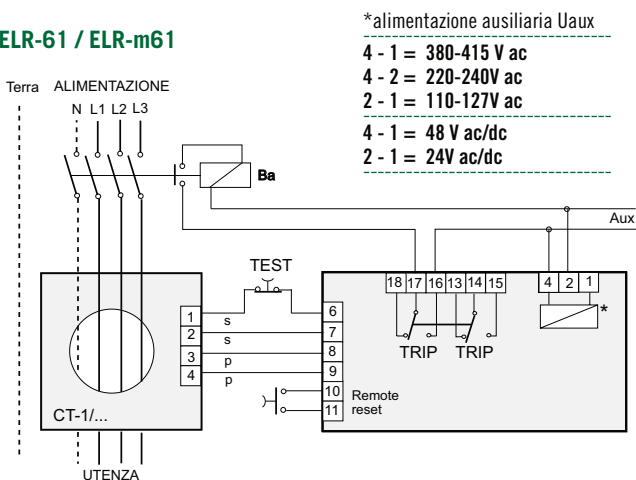 ELR-61 / ELR-m61
*alimentazione ausiliaria Uaux
4 - 1 = 380-415 V ac
4 - 2 = 220-240V ac
2 - 1 = 110-127V ac
4 - 1 = 48 V ac/dc
2 - 1 = 24V ac/dc
Terra ALIMENTAZIONE
N L1 L2 L3
Ba
Aux
TEST
18 17 16 13 14 15
4 2 1
*
TRIP TRIP
1
2
3
4
s
s
p
p
6
7
8
9
10
11
Remote
reset
CT-1/...
UTENZA